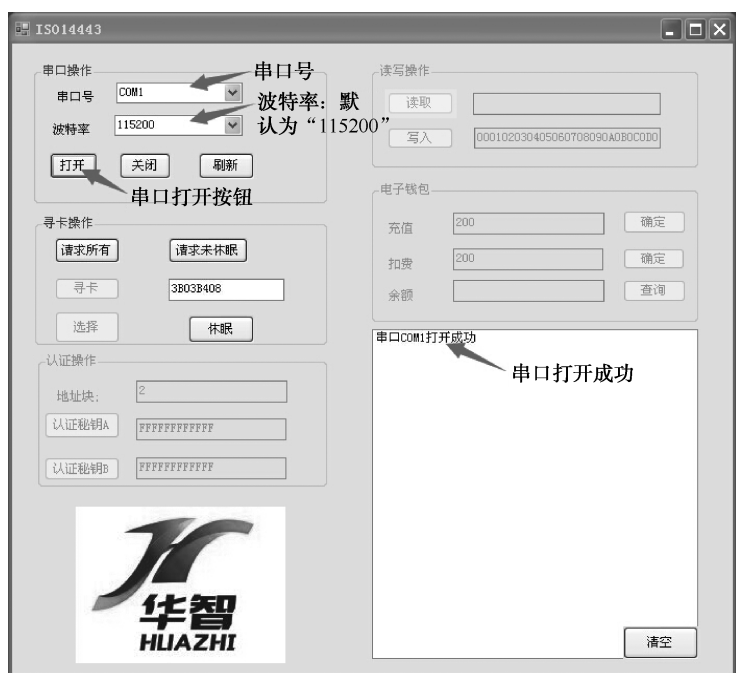 ISO14443
串口操作
串口号
COM1
串口号
波特率
115200
波特率：默
认为“115200”
打开
关闭
刷新
串口打开按钮
寻卡操作
请求所有
请求未休眠
寻卡
3B03B408
选择
休眠
认证操作
地址块:
2
认证秘钥A
FFFFFFFFFFFF
认证秘钥B
FFFFFFFFFFFF
华智
HUAZHI
读写操作
读取
写入
000102030405060708090A0B0C0D0
电子钱包
充值
200
确定
扣费
200
确定
余额
查询
串口COM1打开成功
串口打开成功
清空